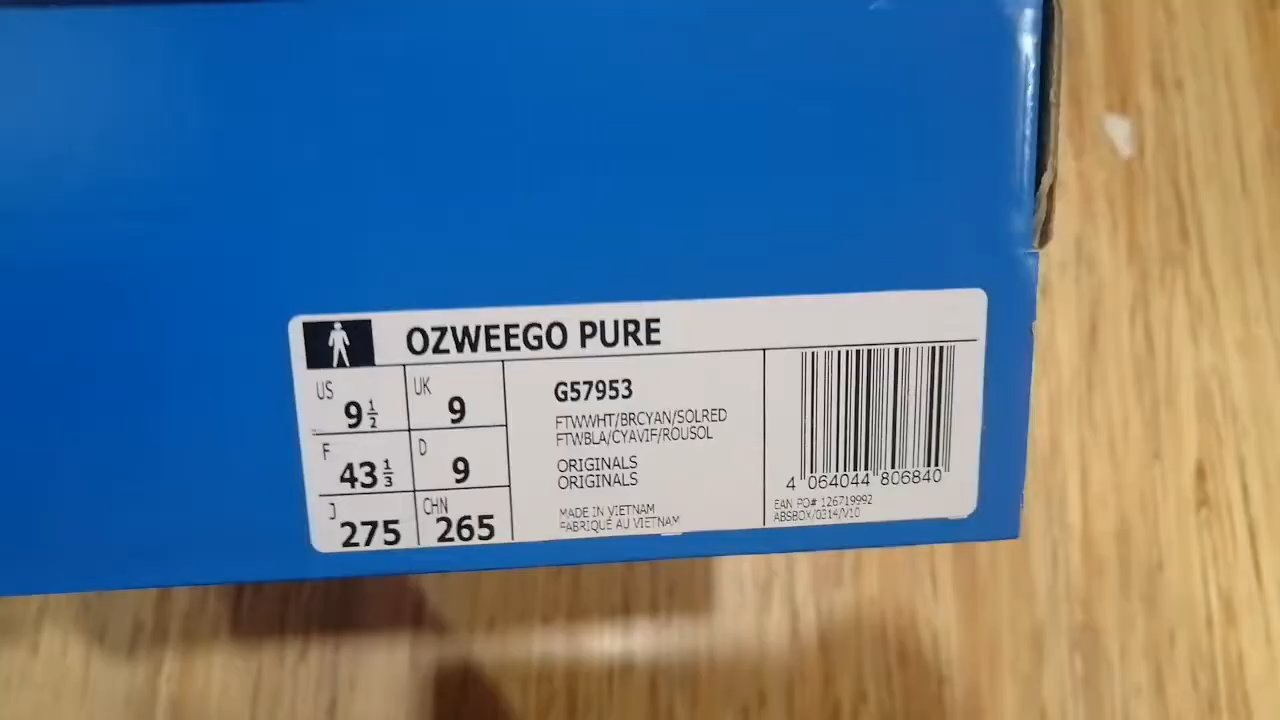 OZWEEGO PURE
US 9 1/2
UK 9
F 43 1/3
D 9
J 275
CHN 265
G57953
FTWWHT/BRCYAN/SOLRED
FTWBLA/CYAVIF/ROUSOL
ORIGINALS
ORIGINALS
MADE IN VIETNAM
FABRIQUÉ AU VIETNAM
4 064044 806840
EAN PO# 126719992
ABSBOX/0314/V10